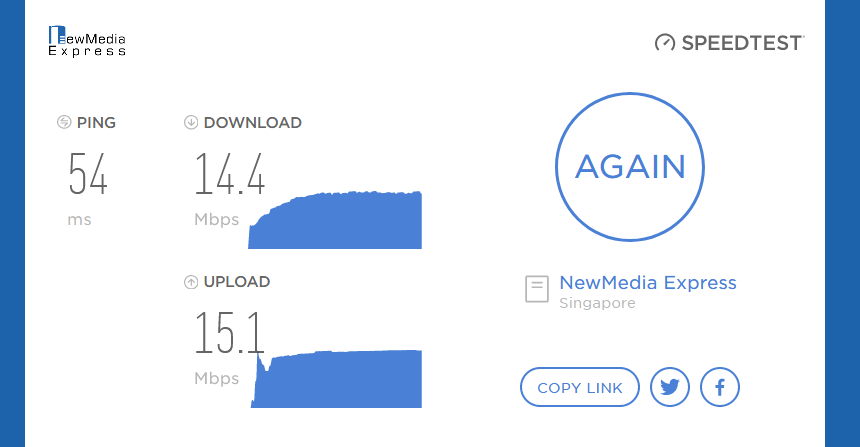 NewMedia
Express
SPEEDTEST
PING
54
ms
DOWNLOAD
14.4
Mbps
UPLOAD
15.1
Mbps
AGAIN
NewMedia Express
Singapore
COPY LINK